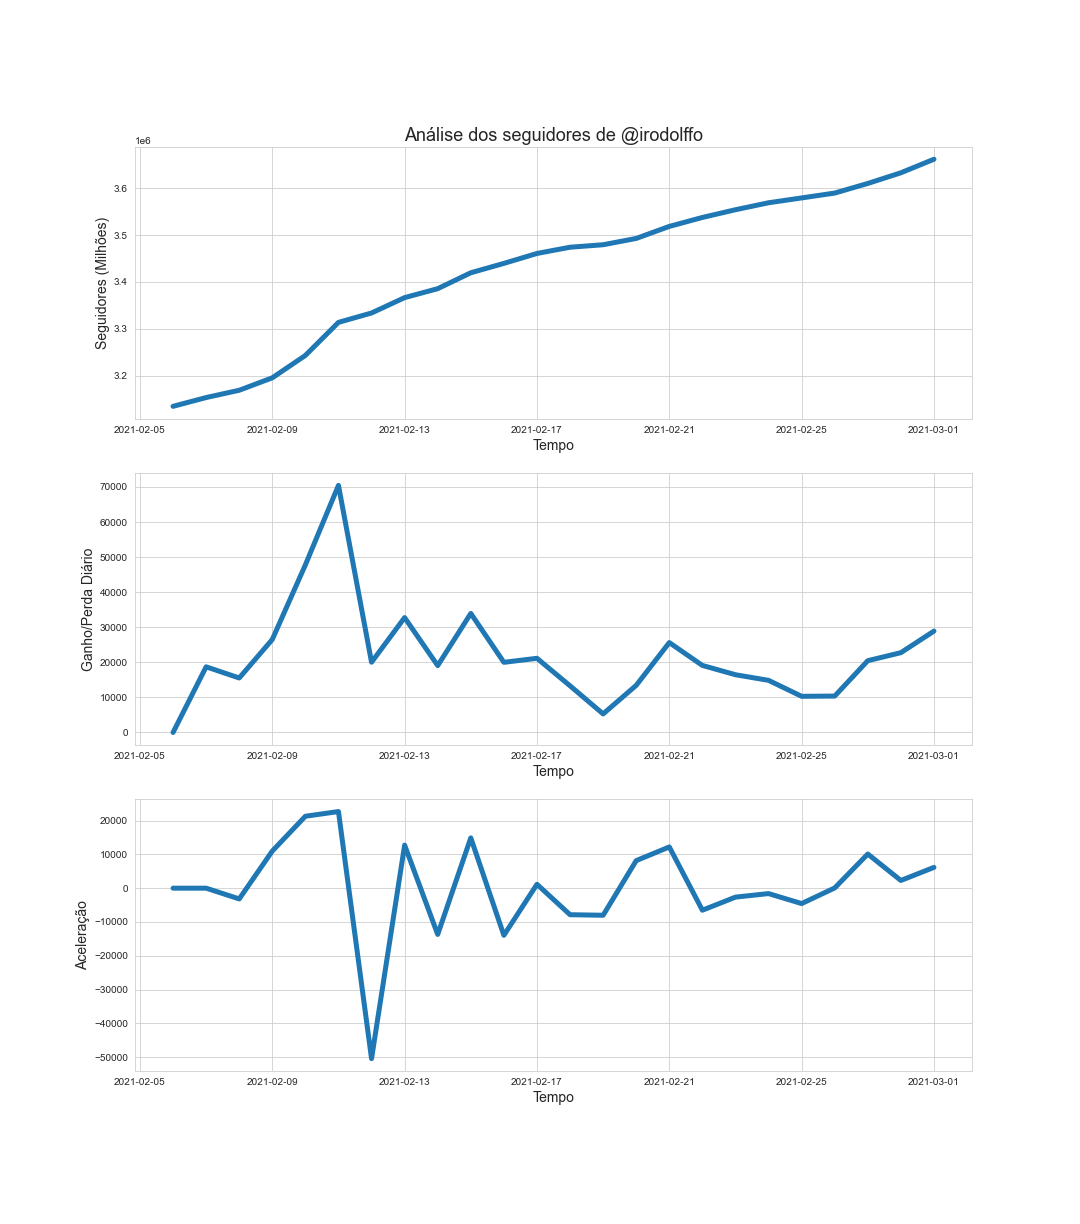 Análise dos seguidores de @irodolffo
1e6
Seguidores (Milhões)
3.6
3.5
3.4
3.3
3.2
2021-02-05 2021-02-09 2021-02-13 2021-02-17 2021-02-21 2021-02-25 2021-03-01
Tempo
Ganho/Perda Diário
70000
60000
50000
40000
30000
20000
10000
0
2021-02-05 2021-02-09 2021-02-13 2021-02-17 2021-02-21 2021-02-25 2021-03-01
Tempo
Aceleração
20000
10000
0
−10000
−20000
−30000
−40000
−50000
2021-02-05 2021-02-09 2021-02-13 2021-02-17 2021-02-21 2021-02-25 2021-03-01
Tempo